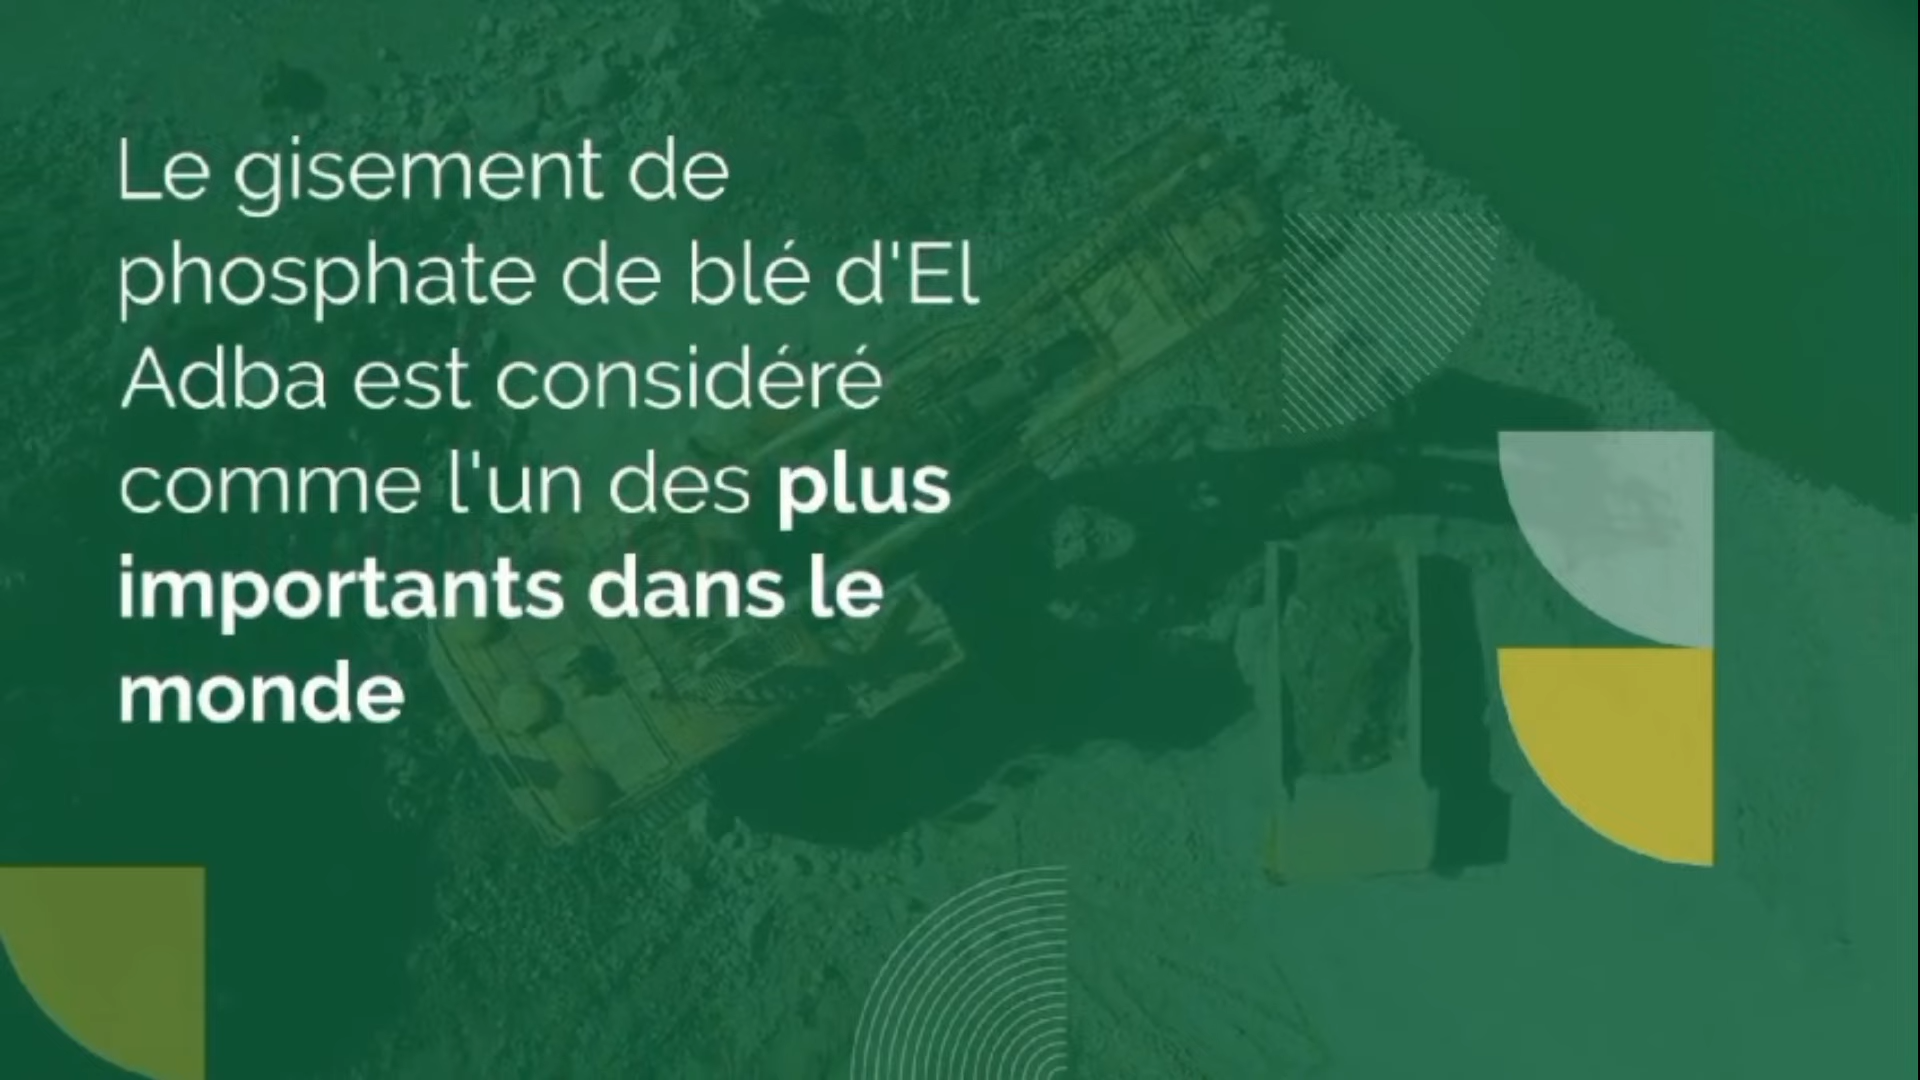 Le gisement de
phosphate de blé d'El
Adba est considéré
comme l'un des plus
importants dans le
monde